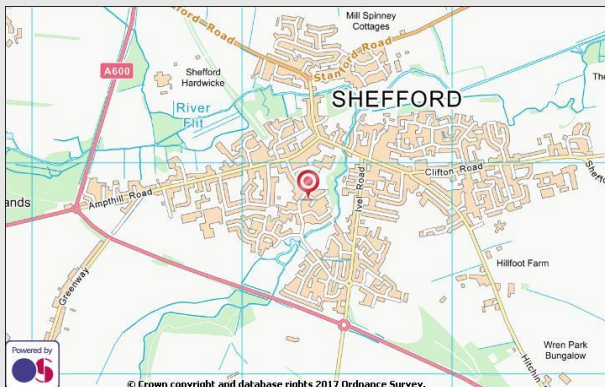 Mill Spinney
Cottages
Stanford Road
A600
Shefford
Hardwicke
SHEFFORD
River
Flit
Clifton Road
Ampthill Road
Ivel Road
Greenway
Hillfoot Farm
Wren Park
Bungalow
Hitchin
Powered by
OS
© Crown copyright and database rights 2017 Ordnance Survey.